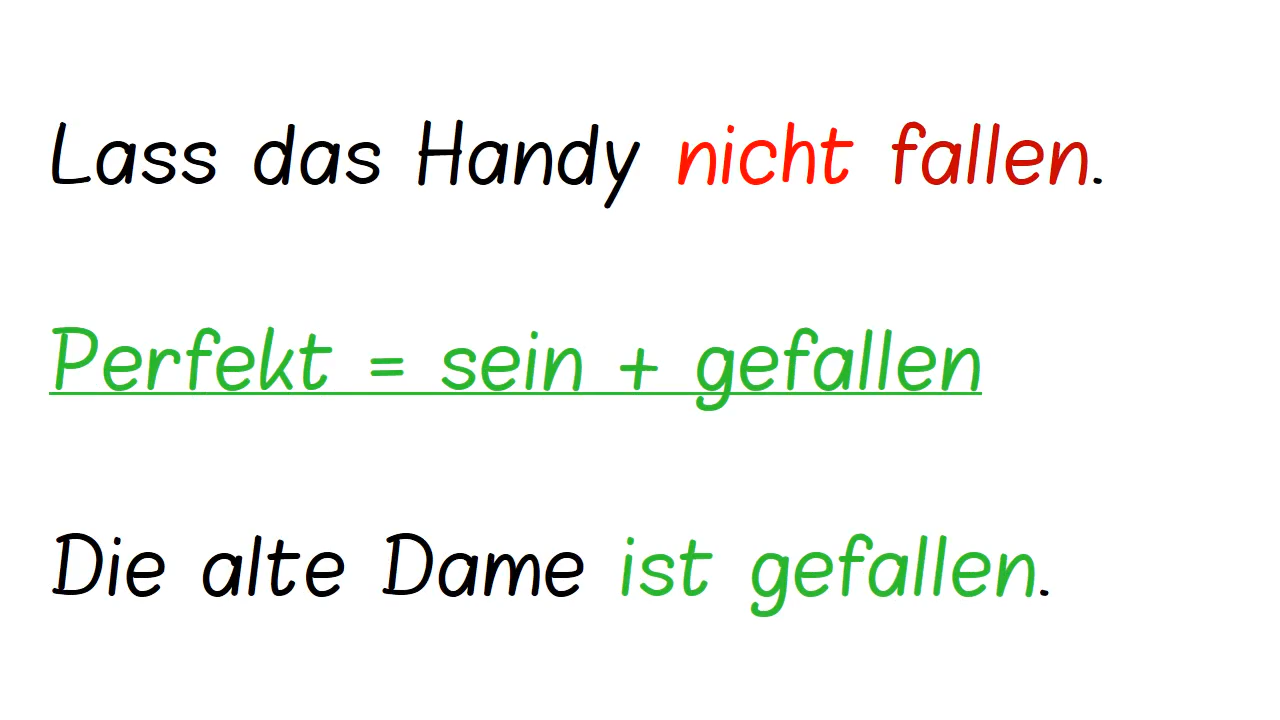 Lass das Handy nicht fallen.
Perfekt = sein + gefallen
Die alte Dame ist gefallen.